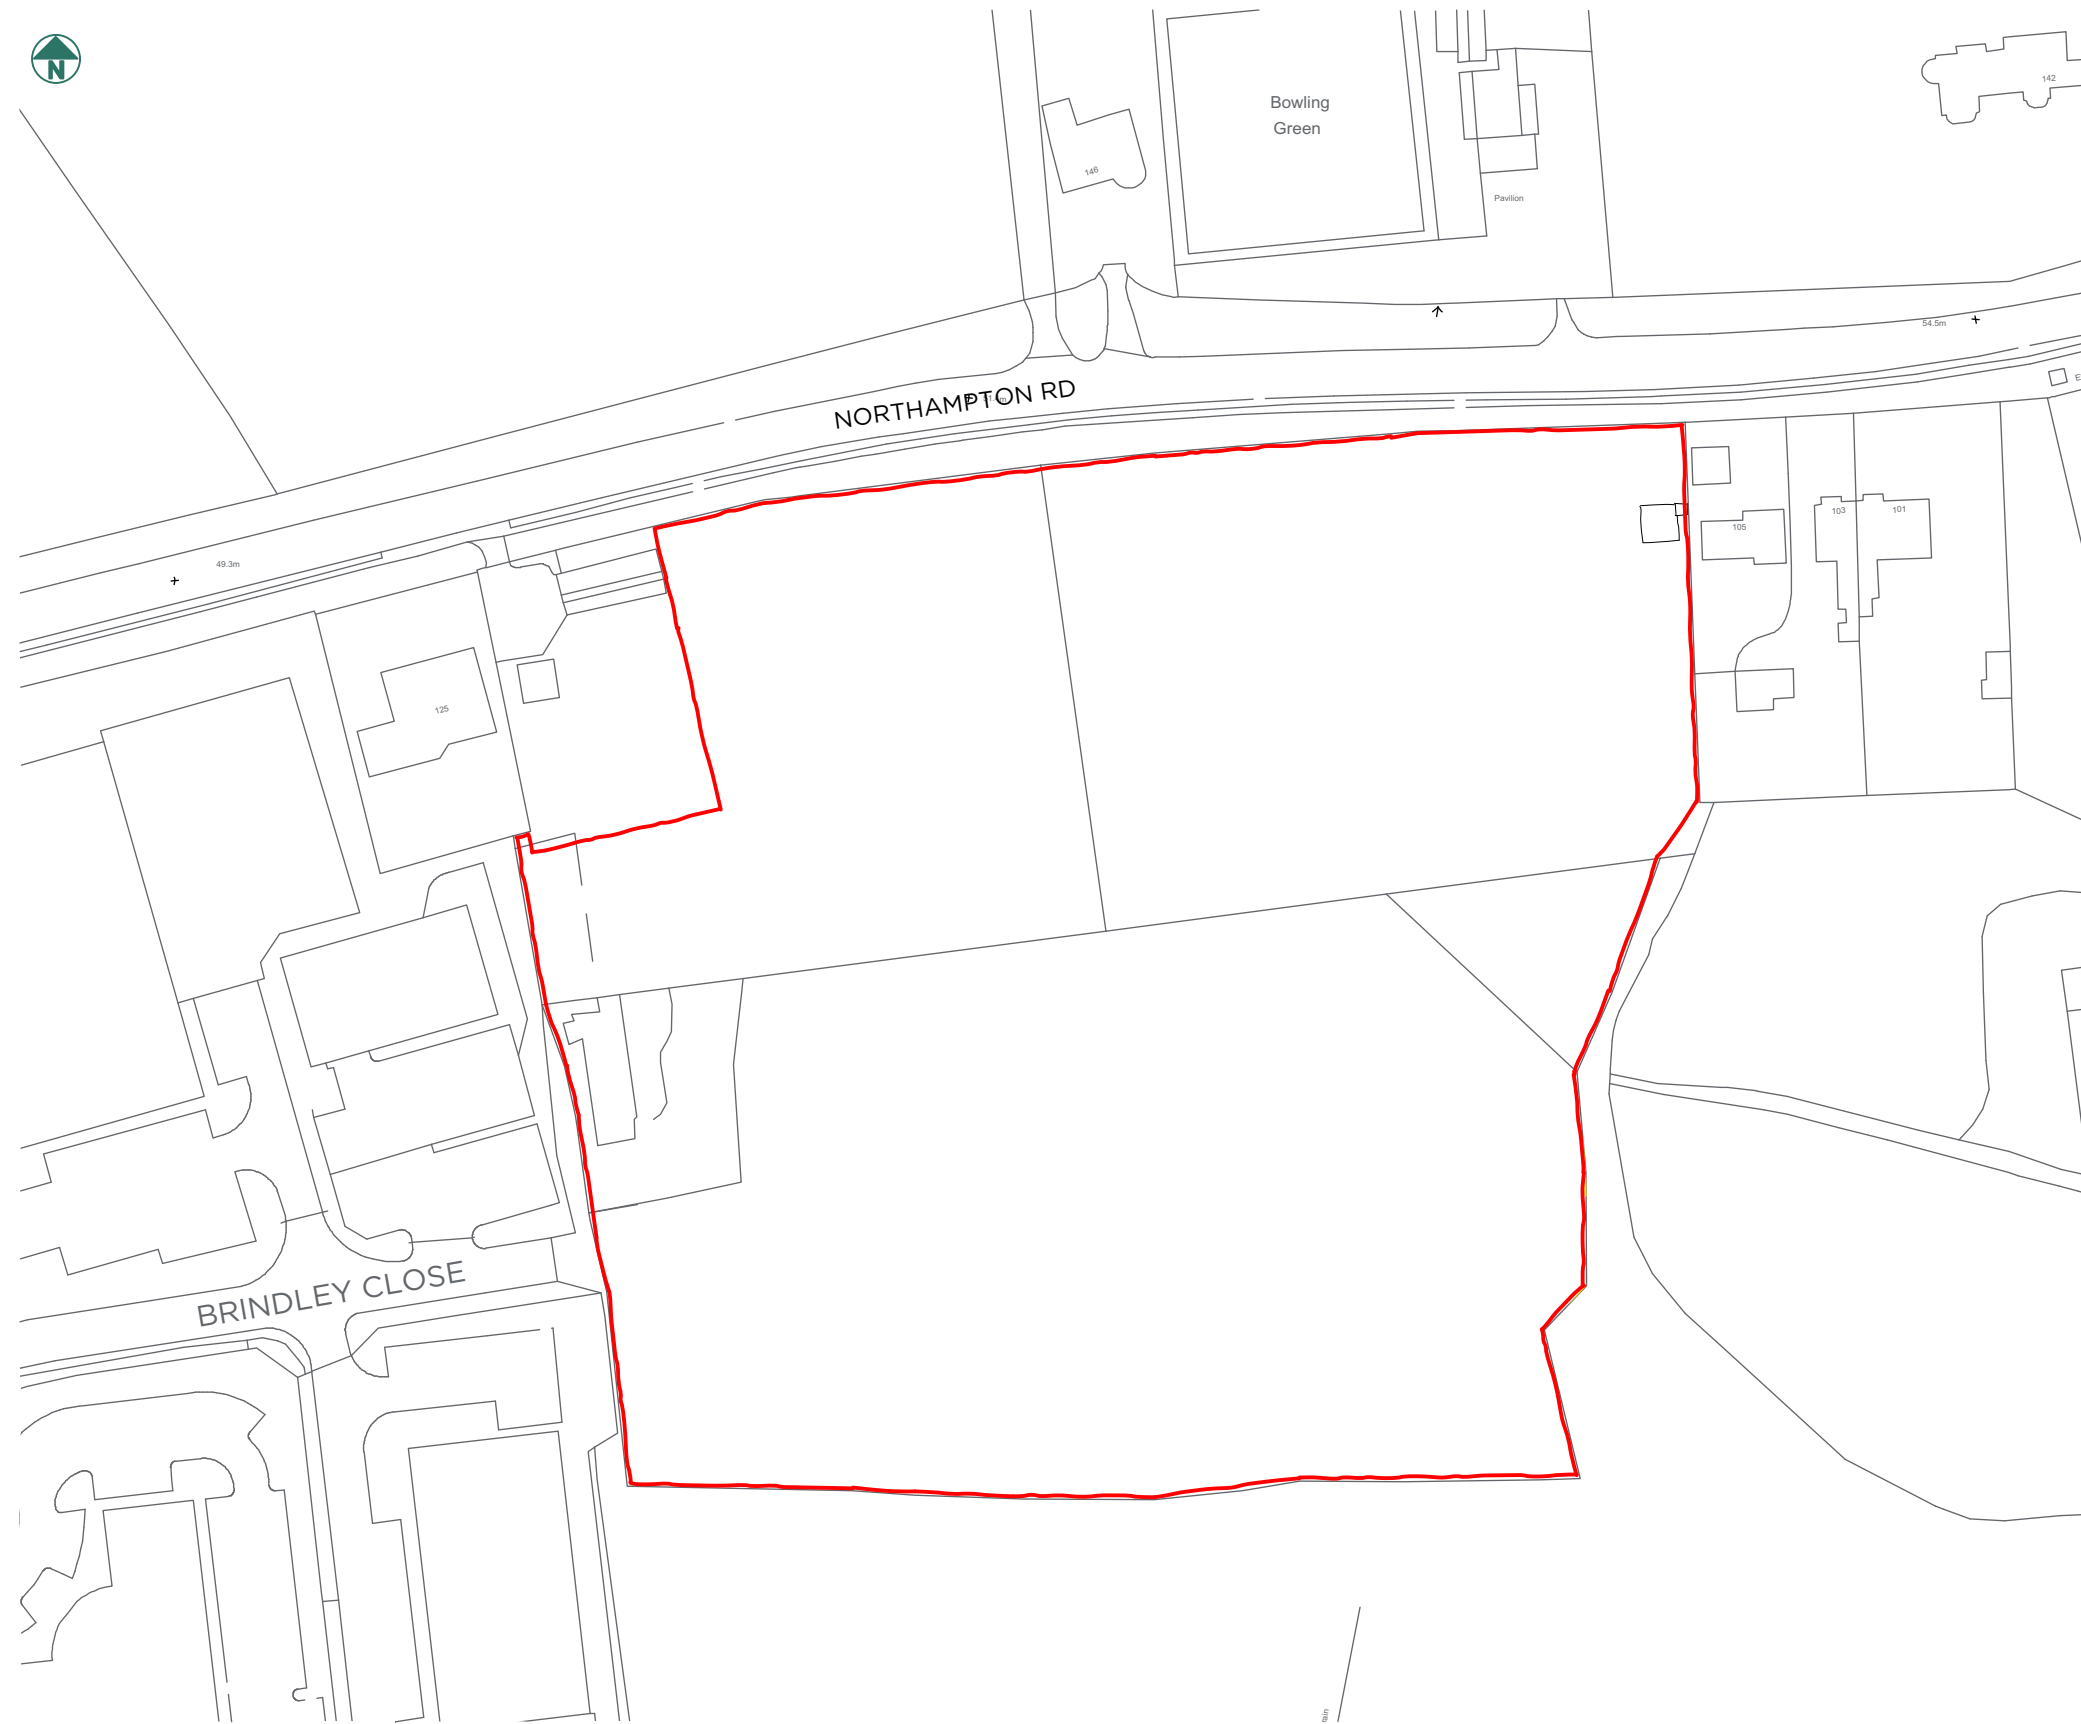 N
142
Bowling
Green
146
Pavilion
54.5m
NORTHAMPTON RD
E
49.3m
105
103
101
125
BRINDLEY CLOSE